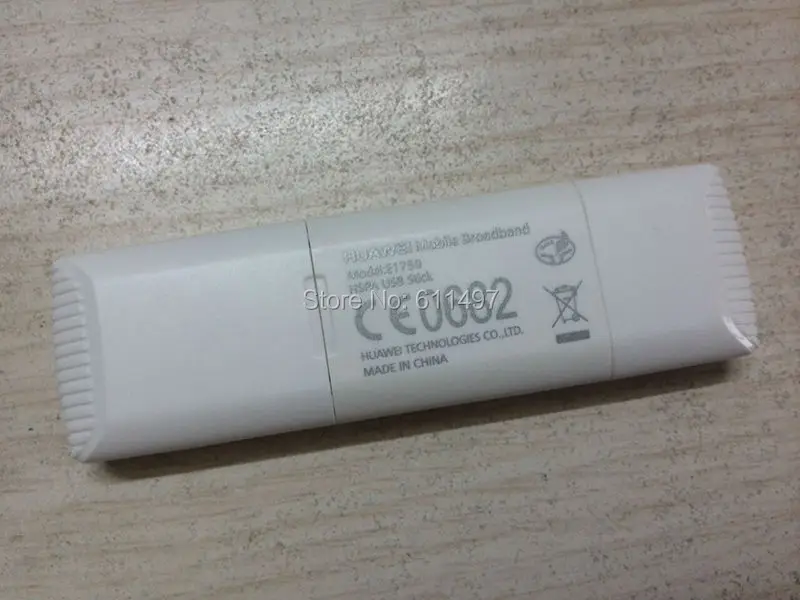 HUAWEI Mobile Broadband
Model:E1750
HSPA USB Stick
Store No: 611497
CE0682
HUAWEI TECHNOLOGIES CO.,LTD.
MADE IN CHINA